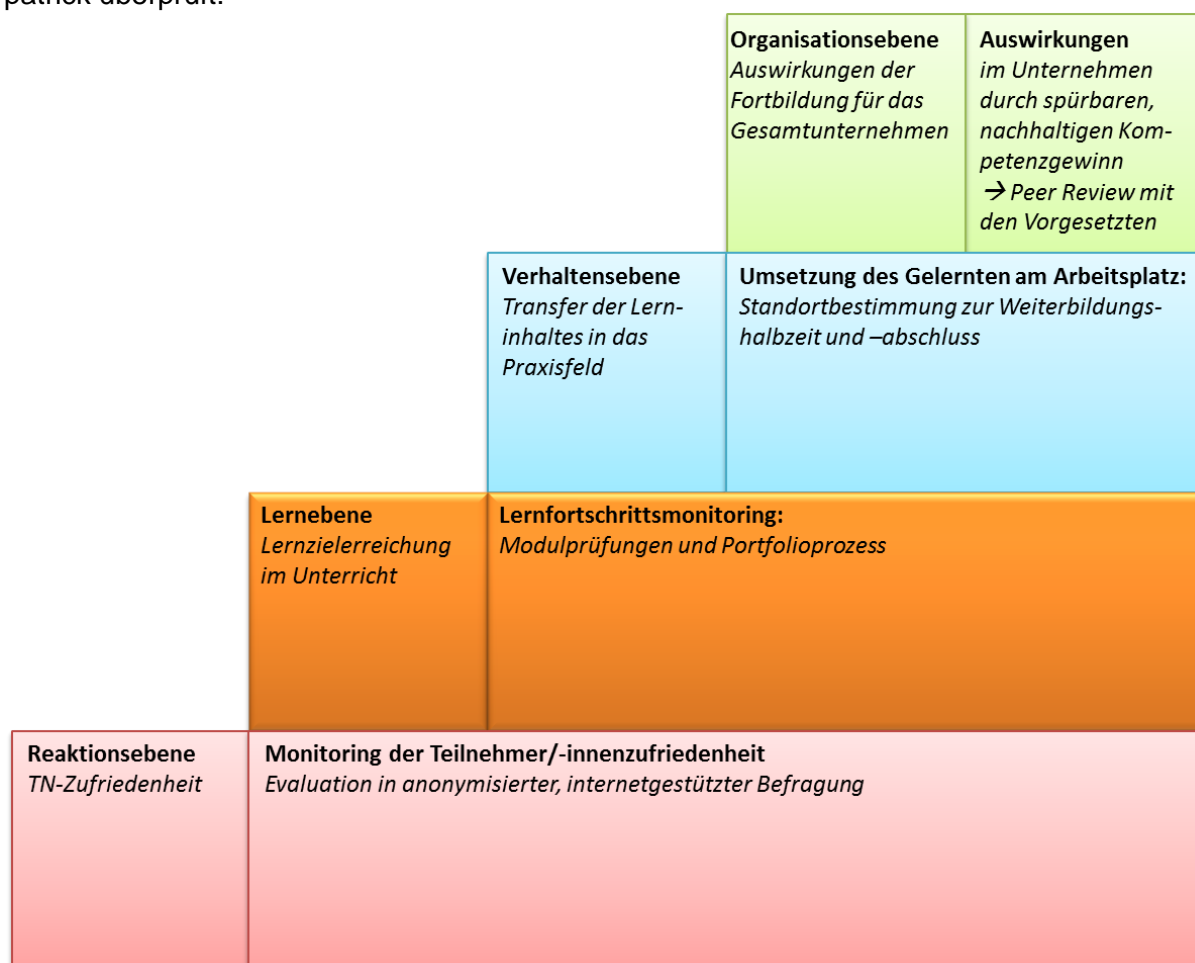 patrick überprüft.
Organisationsebene
Auswirkungen der
Fortbildung für das
Gesamtunternehmen
Auswirkungen
im Unternehmen
durch spürbaren,
nachhaltigen Kom-
petenzgewinn
→ Peer Review mit
den Vorgesetzten
Verhaltensebene
Transfer der Lern-
inhaltes in das
Praxisfeld
Umsetzung des Gelernten am Arbeitsplatz:
Standortbestimmung zur Weiterbildungs-
halbzeit und –abschluss
Lernebene
Lernzielerreichung
im Unterricht
Lernfortschrittsmonitoring:
Modulprüfungen und Portfolioprozess
Reaktionsebene
TN-Zufriedenheit
Monitoring der Teilnehmer/-innenzufriedenheit
Evaluation in anonymisierter, internetgestützter Befragung